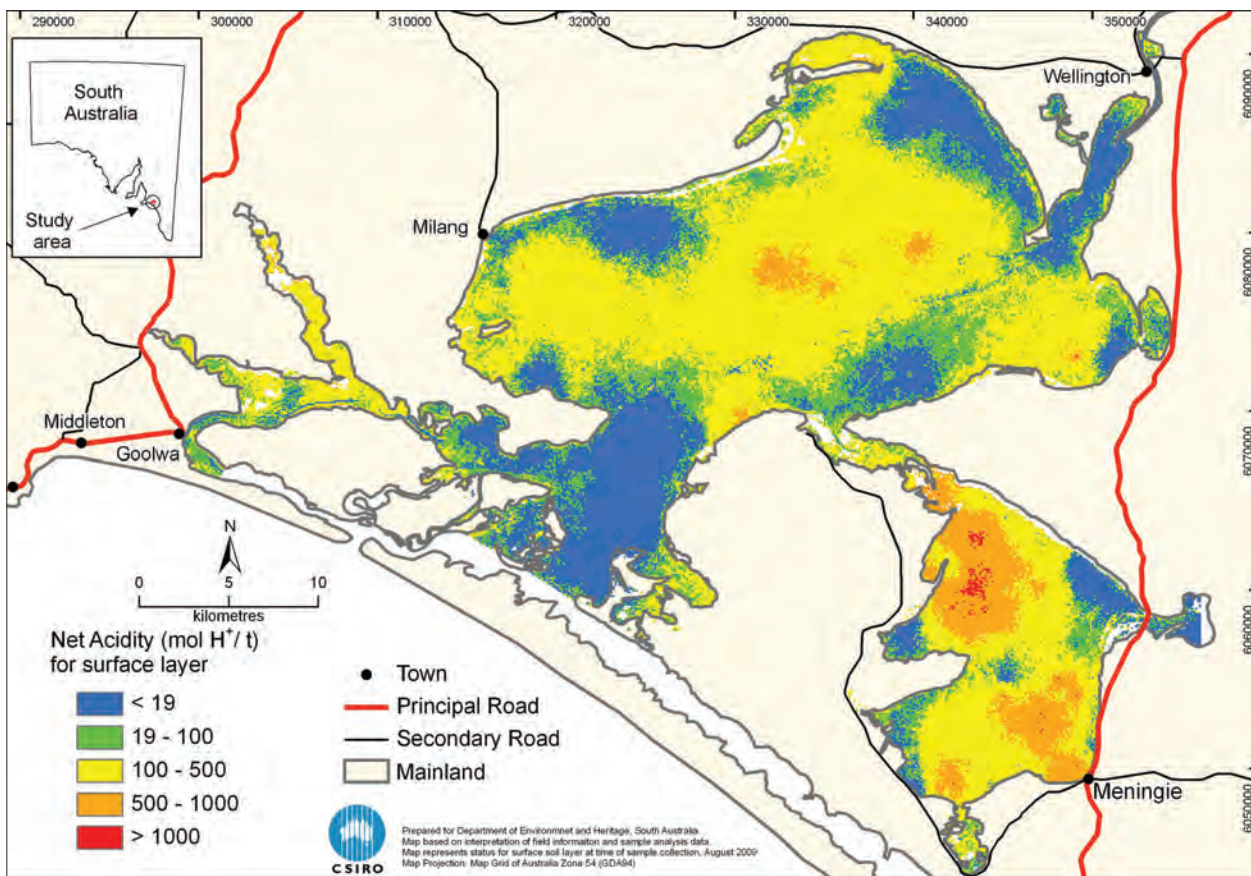 290000
300000
310000
320000
330000
340000
350000
South
Australia
Study
area
Wellington
6090000
Milang
6080000
Middleton
Goolwa
6070000
N
0 5 10
kilometres
6060000
Net Acidity (mol H⁺/ t)
for surface layer
< 19
19 - 100
100 - 500
500 - 1000
> 1000
Town
Principal Road
Secondary Road
Mainland
Meningie
6050000
CSIRO
Prepared for Department of Environmnet and Heritage, South Australia.
Map based on interpretation of field informaiton and sample analysis data.
Map represents status for surface soil layer at time of sample collection, August 2009
Map Projection: Map Grid of Australia Zone 54 (GDA94)